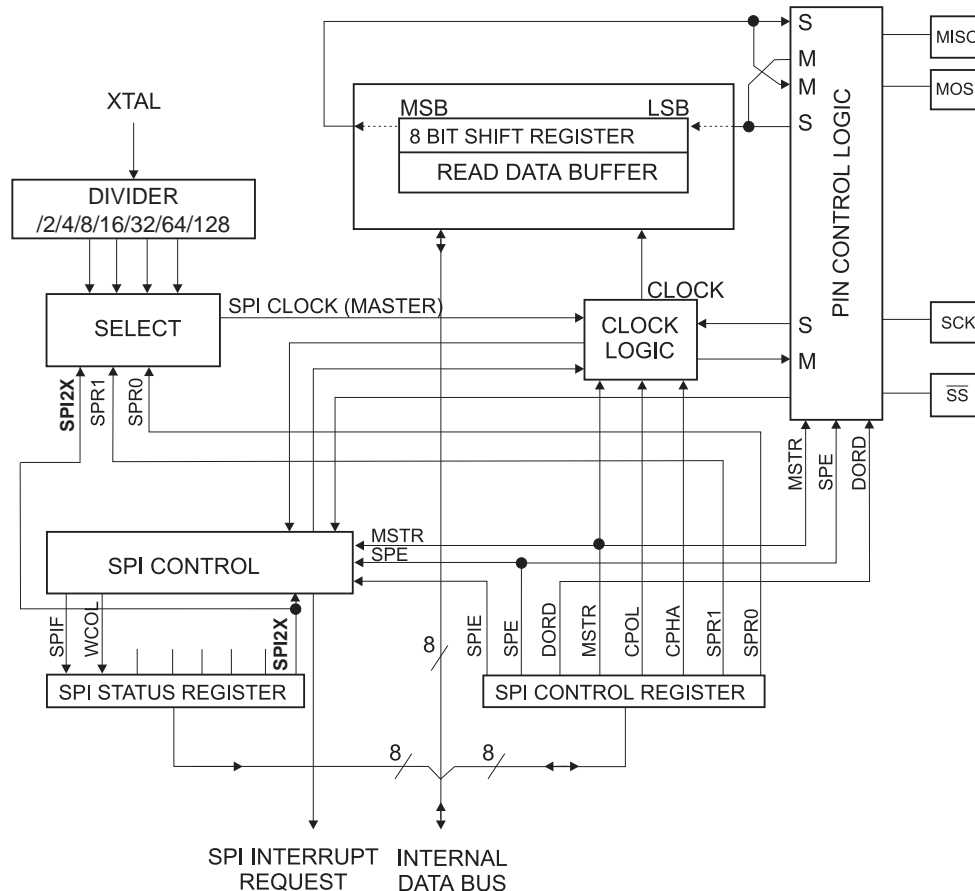 S
MISO
M
MSB
LSB
M
MOSI
XTAL
8 BIT SHIFT REGISTER
S
READ DATA BUFFER
DIVIDER
/2/4/8/16/32/64/128
PIN CONTROL LOGIC
SPI CLOCK (MASTER)
CLOCK
SELECT
CLOCK
LOGIC
S
SCK
M
SPI2X
SPR1
SPR0
SS
MSTR
SPE
DORD
MSTR
SPE
SPI CONTROL
SPIF
WCOL
SPI2X
8
SPIE
SPE
DORD
MSTR
CPOL
CPHA
SPR1
SPR0
SPI STATUS REGISTER
SPI CONTROL REGISTER
8
8
SPI INTERRUPT
REQUEST
INTERNAL
DATA BUS